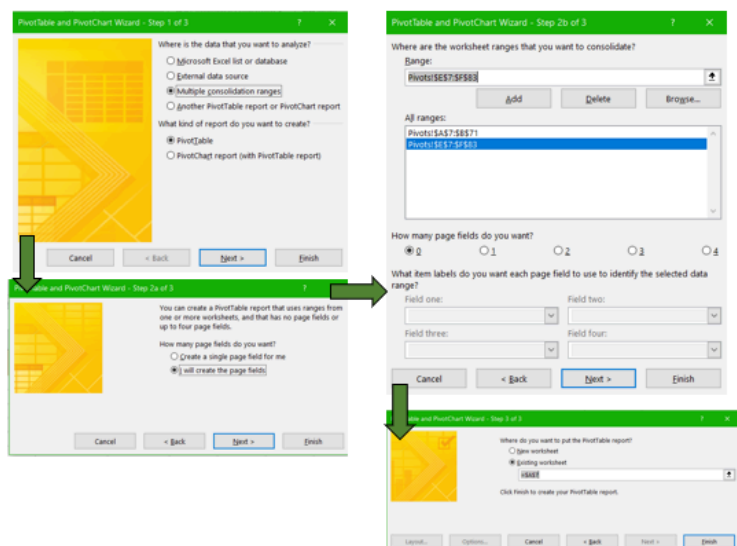 PivotTable and PivotChart Wizard - Step 1 of 3 ? ×
Where is the data that you want to analyze?
Microsoft Excel list or database
External data source
Multiple consolidation ranges
Another PivotTable report or PivotChart report
What kind of report do you want to create?
PivotTable
PivotChart report (with PivotTable report)
Cancel < Back Next > Finish
PivotTable and PivotChart Wizard - Step 2a of 3 ?
You can create a PivotTable report that uses ranges from
one or more worksheets, and that has no page fields or
up to four page fields.
How many page fields do you want?
Create a single page field for me
I will create the page fields
Cancel < Back Next > Finish
PivotTable and PivotChart Wizard - Step 2b of 3 ? ×
Where are the worksheet ranges that you want to consolidate?
Range:
Pivots!$E$7:$F$83
Add Delete Browse...
All ranges:
Pivots!$A$7:$B$71
Pivots!$E$7:$F$83
How many page fields do you want?
0 1 2 3 4
What item labels do you want each page field to use to identify the selected data
range?
Field one: Field two:
Field three: Field four:
Cancel < Back Next > Finish
able and PivotChart Wizard - Step 3 of 3 ? ×
Where do you want to put the PivotTable report?
New worksheet
Existing worksheet
Click Finish to create your PivotTable report.
Layout... Options... Cancel < Back Next > Finish